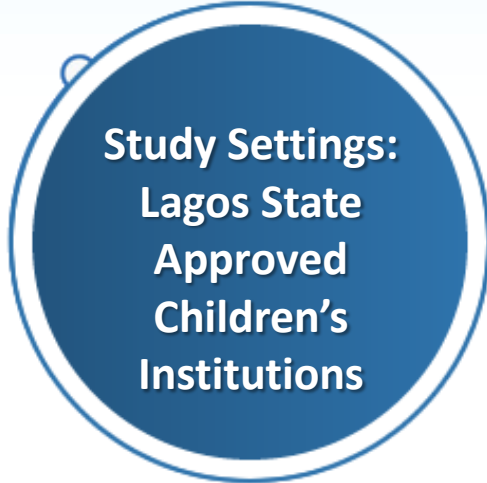 Study Settings:
Lagos State
Approved
Children’s
Institutions